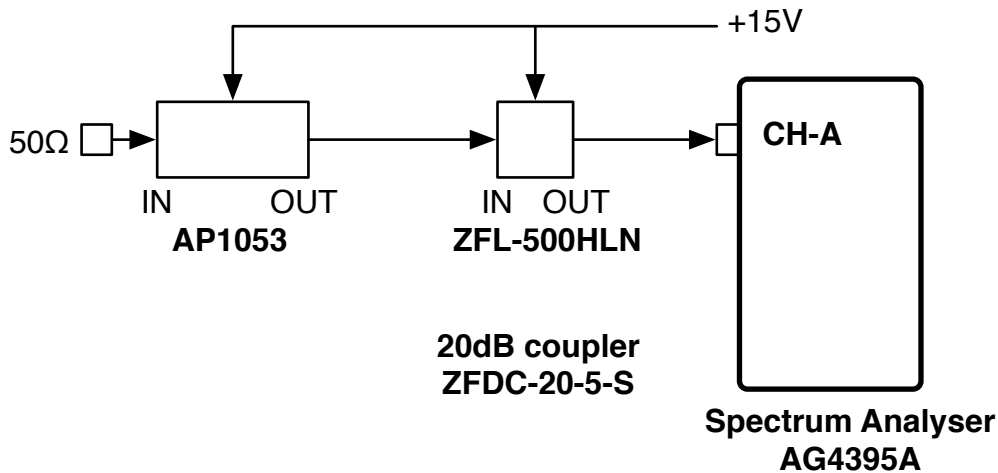 +15V
50Ω
CH-A
IN OUT
IN OUT
AP1053
ZFL-500HLN
20dB coupler
ZFDC-20-5-S
Spectrum Analyser
AG4395A